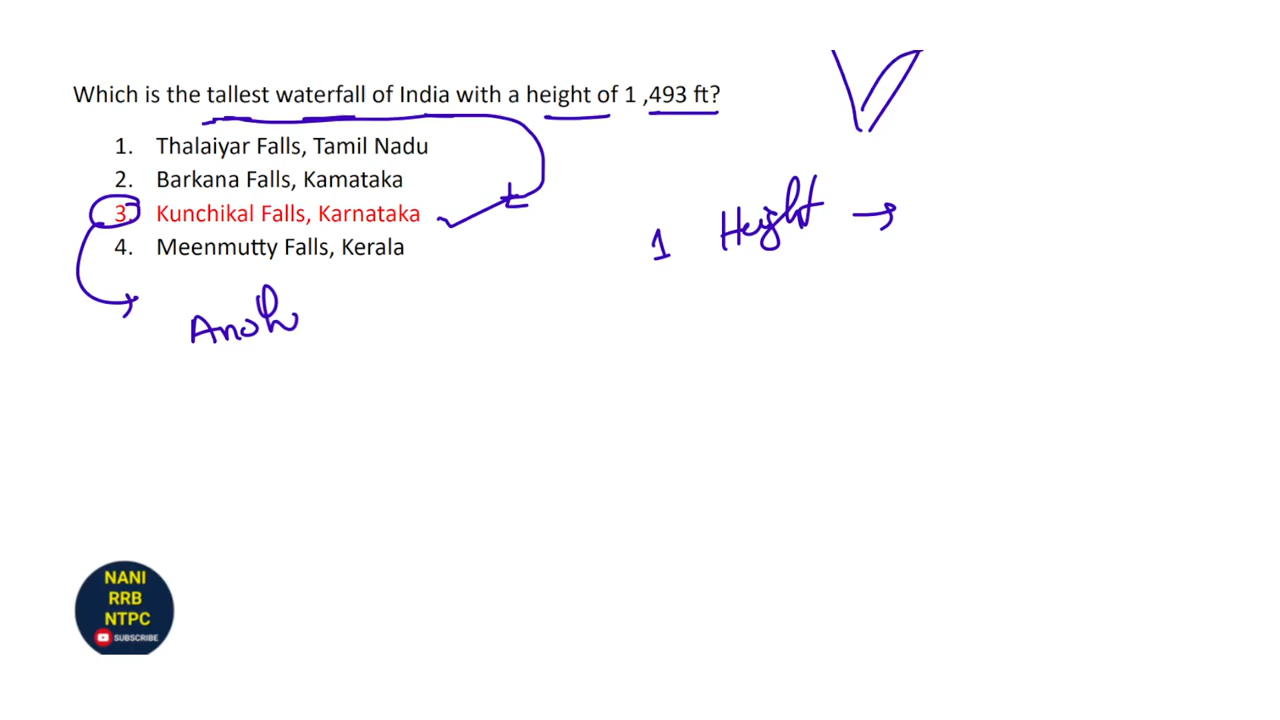 Which is the tallest waterfall of India with a height of 1 ,493 ft?
1. Thalaiyar Falls, Tamil Nadu
2. Barkana Falls, Kamataka
3. Kunchikal Falls, Karnataka
4. Meenmutty Falls, Kerala
1 Height →
NANI
RRB
NTPC
SUBSCRIBE